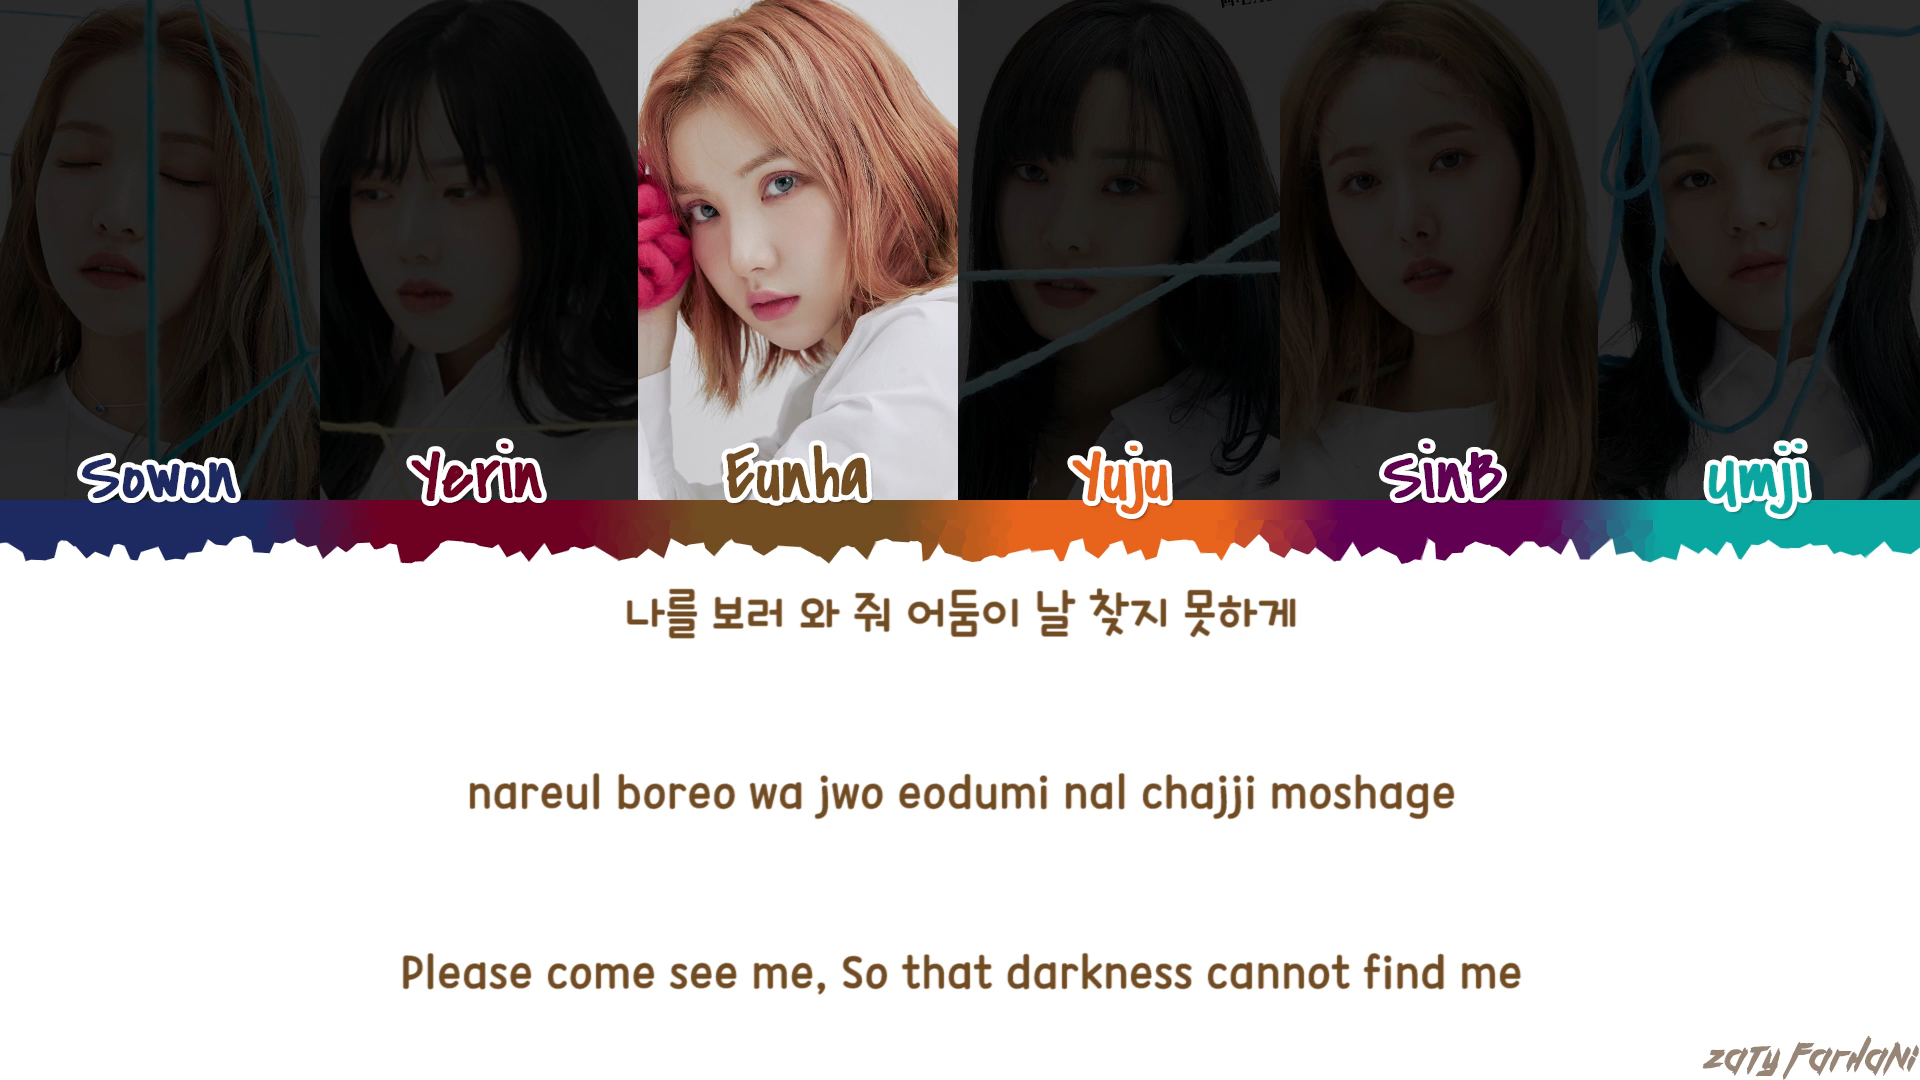 Sowon Yerin Eunha Yuju SinB Umji
나를 보러 와 줘 어둠이 날 찾지 못하게
nareul boreo wa jwo eodumi nal chajji moshage
Please come see me, So that darkness cannot find me
Zaty Farhani